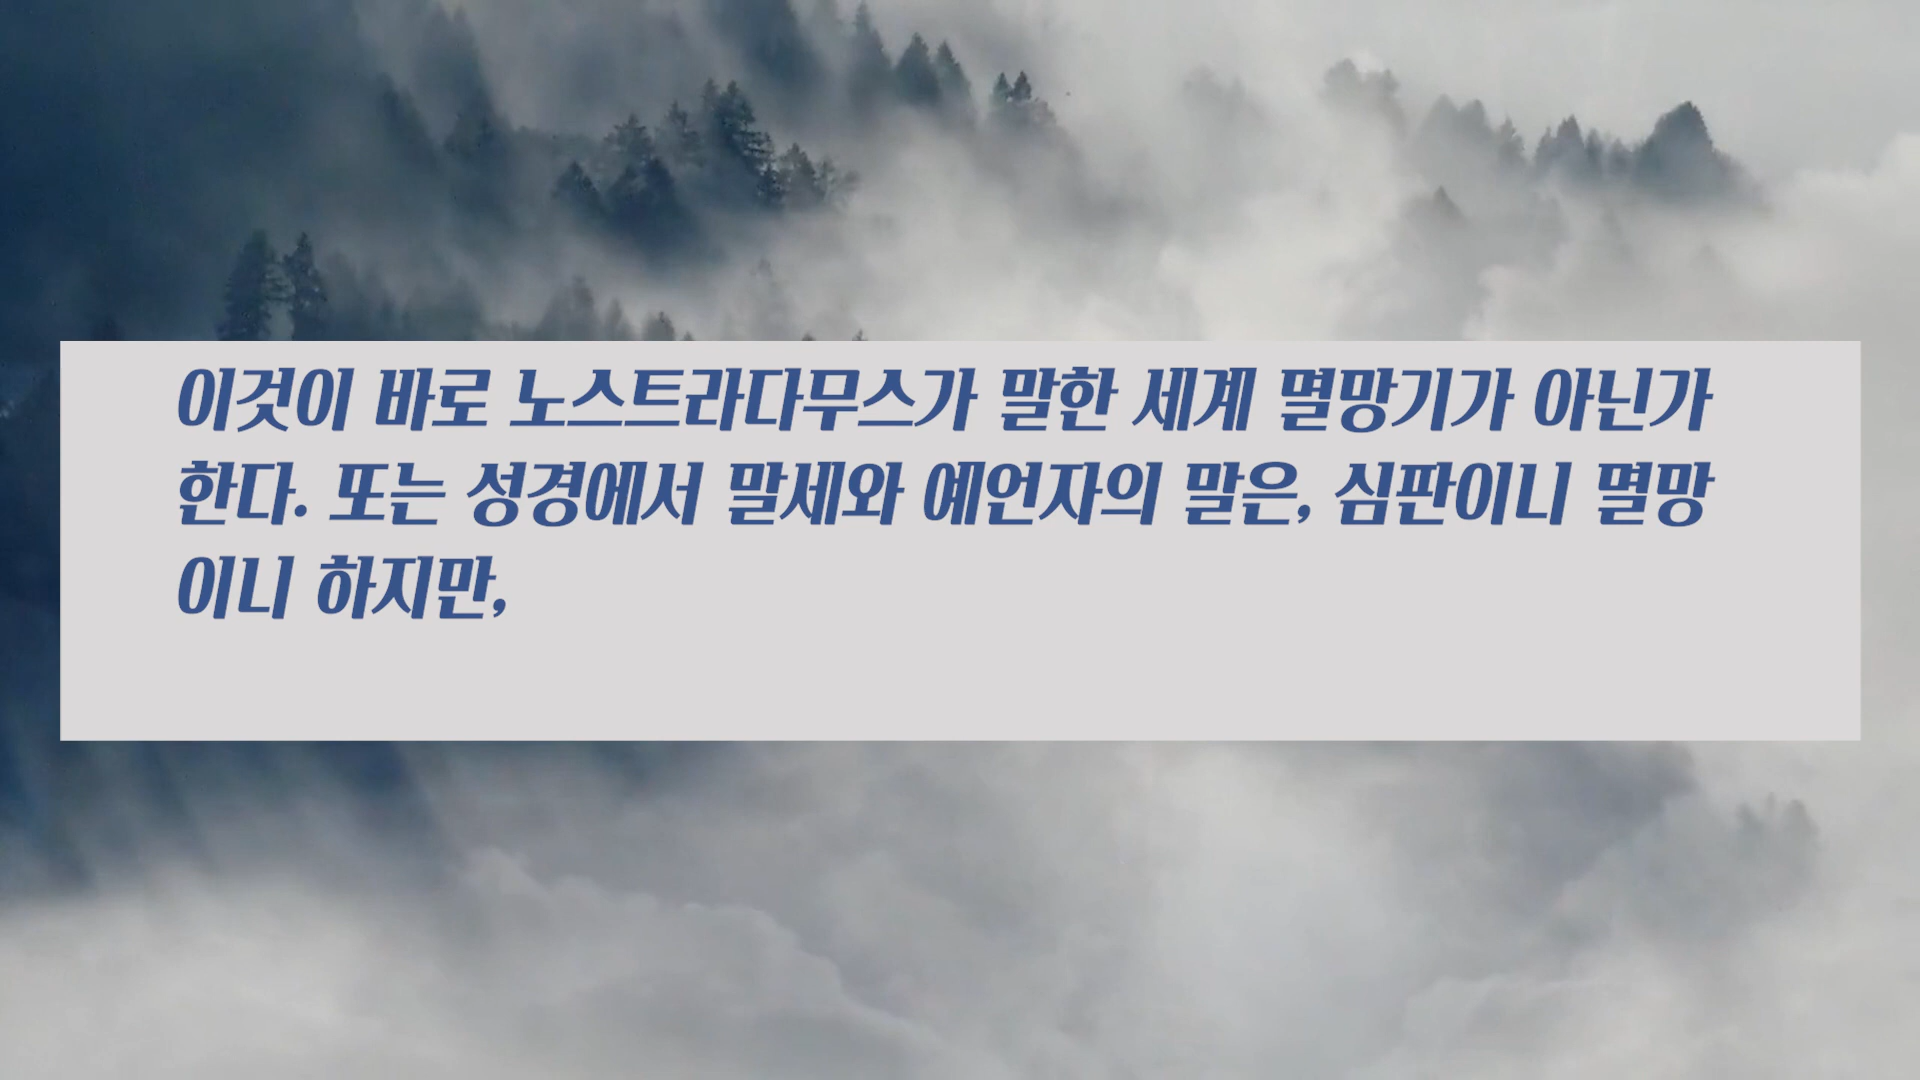 이것이 바로 노스트라다무스가 말한 세계 멸망기가 아닌가
한다. 또는 성경에서 말세와 예언자의 말은, 심판이니 멸망
이니 하지만,